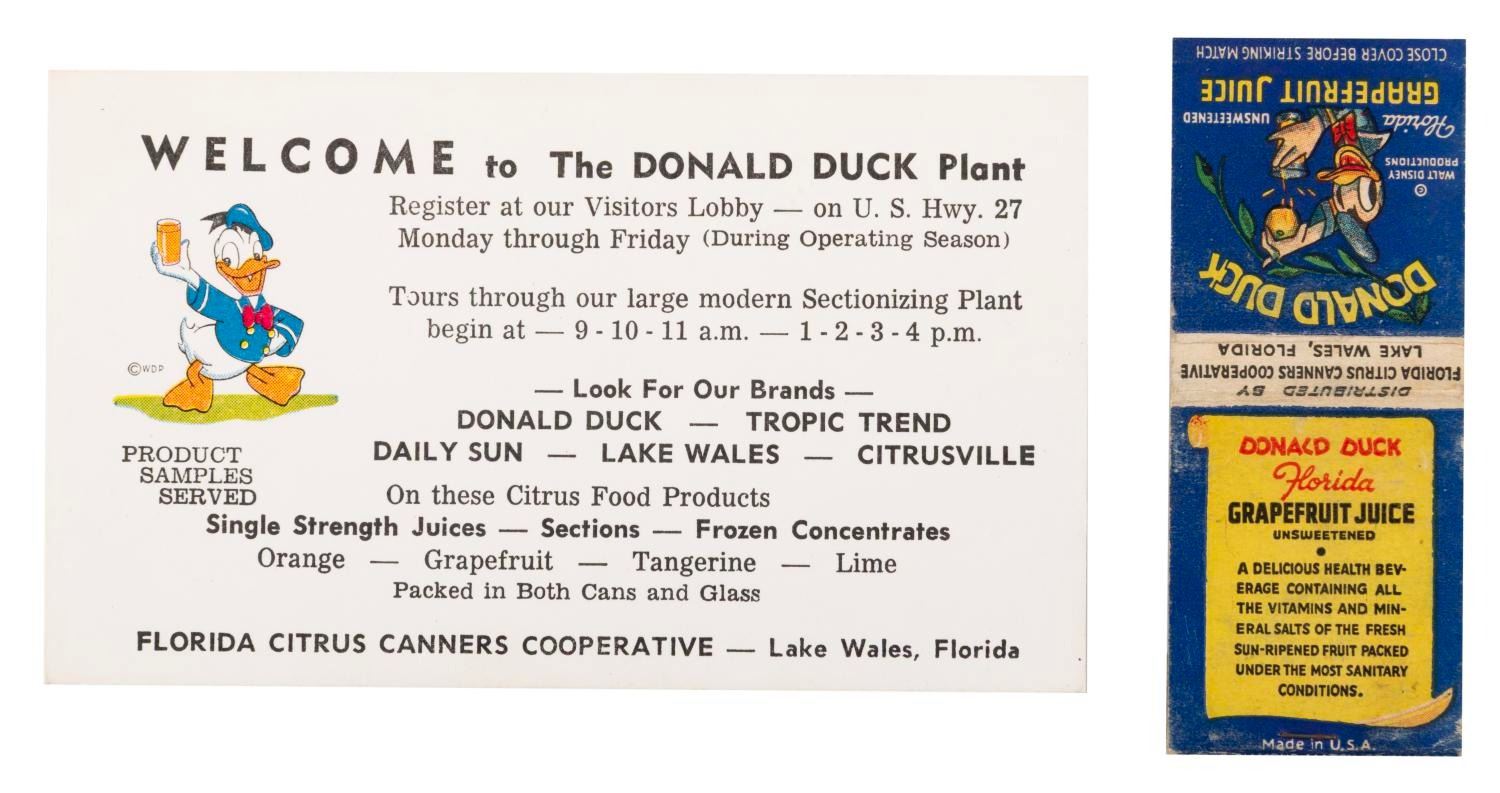 WELCOME to The DONALD DUCK Plant
Register at our Visitors Lobby — on U. S. Hwy. 27
Monday through Friday (During Operating Season)
Tours through our large modern Sectionizing Plant
begin at — 9 - 10 - 11 a.m. — 1 - 2 - 3 - 4 p.m.
©WDP
— Look For Our Brands —
DONALD DUCK — TROPIC TREND
DAILY SUN — LAKE WALES — CITRUSVILLE
PRODUCT
SAMPLES
SERVED
On these Citrus Food Products
Single Strength Juices — Sections — Frozen Concentrates
Orange — Grapefruit — Tangerine — Lime
Packed in Both Cans and Glass
FLORIDA CITRUS CANNERS COOPERATIVE — Lake Wales, Florida
DONALD DUCK
©
WALT DISNEY
PRODUCTIONS
Florida UNSWEETENED
GRAPEFRUIT JUICE
CLOSE COVER BEFORE STRIKING MATCH
DISTRIBUTED BY
FLORIDA CITRUS CANNERS COOPERATIVE
LAKE WALES, FLORIDA
DONALD DUCK
Florida
GRAPEFRUIT JUICE
UNSWEETENED
•
A DELICIOUS HEALTH BEV-
ERAGE CONTAINING ALL
THE VITAMINS AND MIN-
ERAL SALTS OF THE FRESH
SUN-RIPENED FRUIT PACKED
UNDER THE MOST SANITARY
CONDITIONS.
Made in U.S.A.